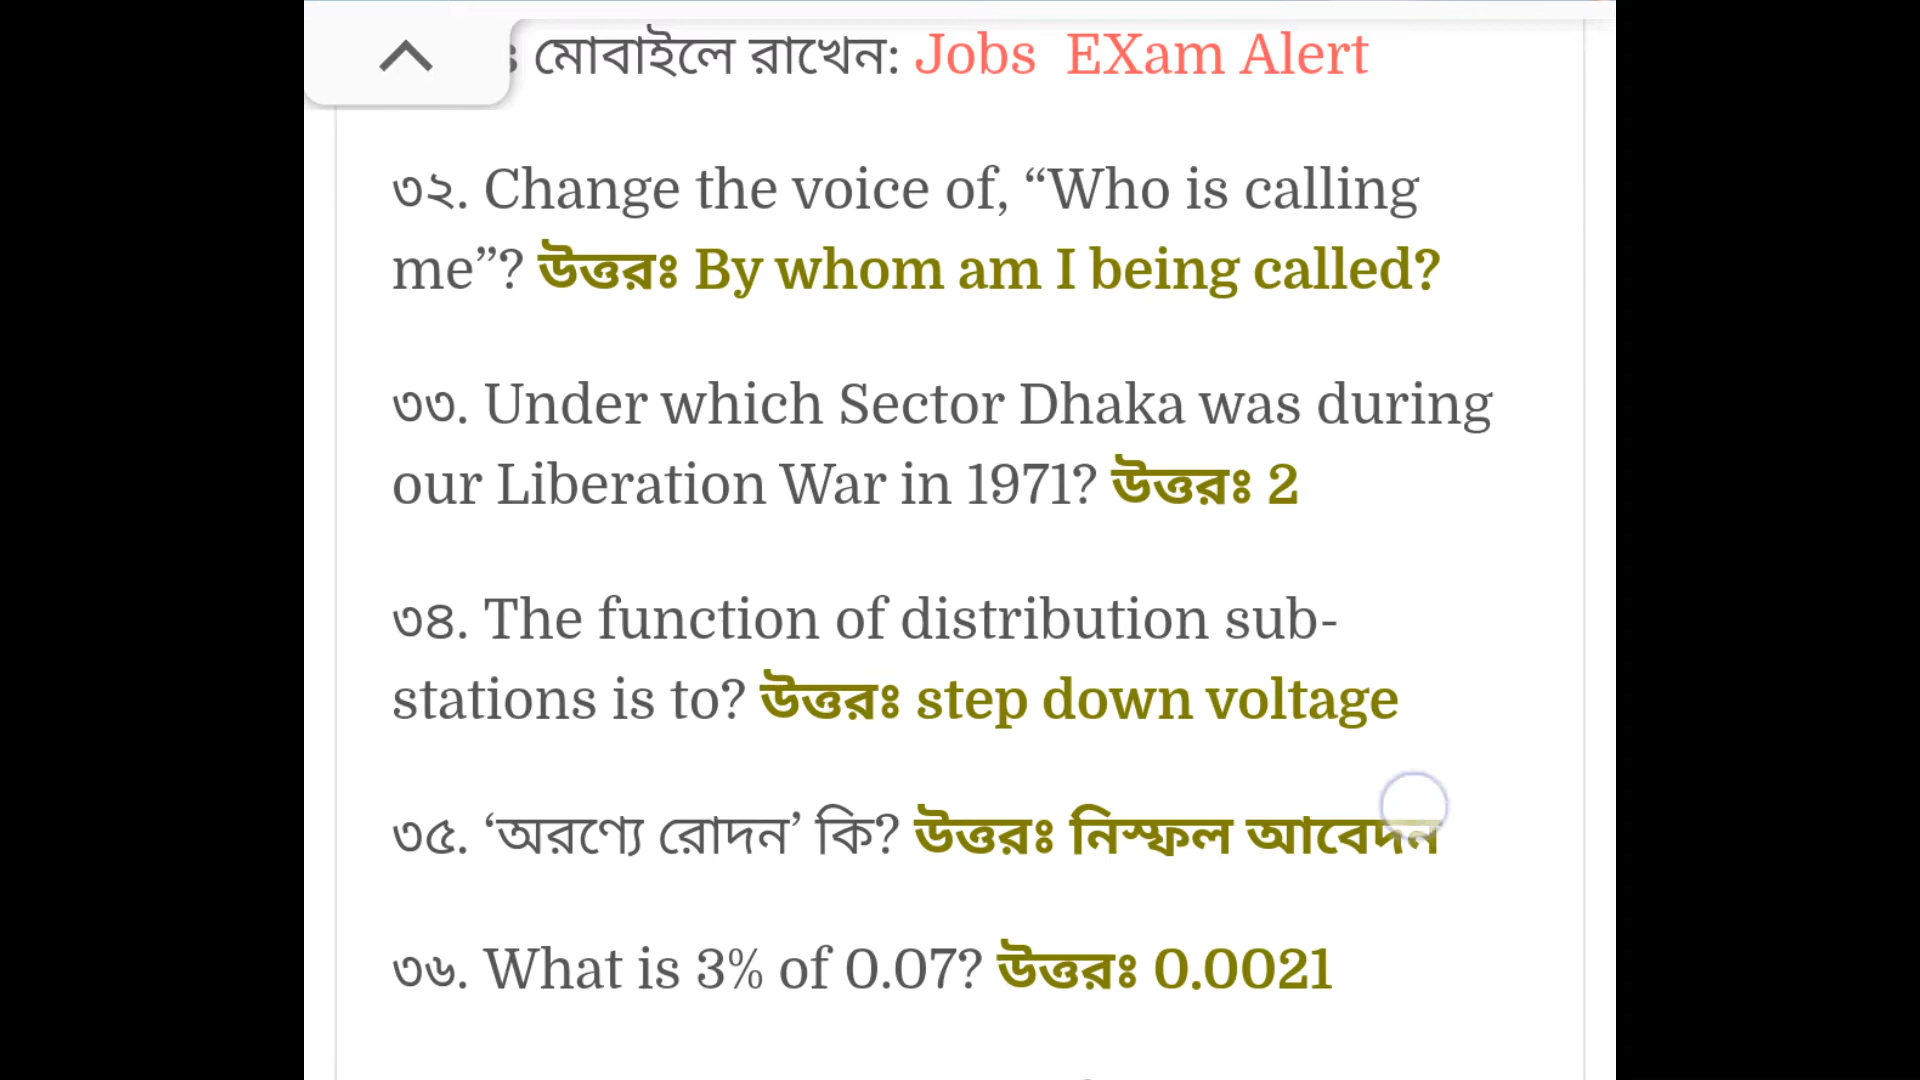 মোবাইলে রাখেন: Jobs EXam Alert
৩২. Change the voice of, “Who is calling
me”? উত্তরঃ By whom am I being called?
৩৩. Under which Sector Dhaka was during
our Liberation War in 1971? উত্তরঃ 2
৩৪. The function of distribution sub-
stations is to? উত্তরঃ step down voltage
৩৫. ‘অরণ্যে রোদন’ কি? উত্তরঃ নিস্ফল আবেদন
৩৬. What is 3% of 0.07? উত্তরঃ 0.0021